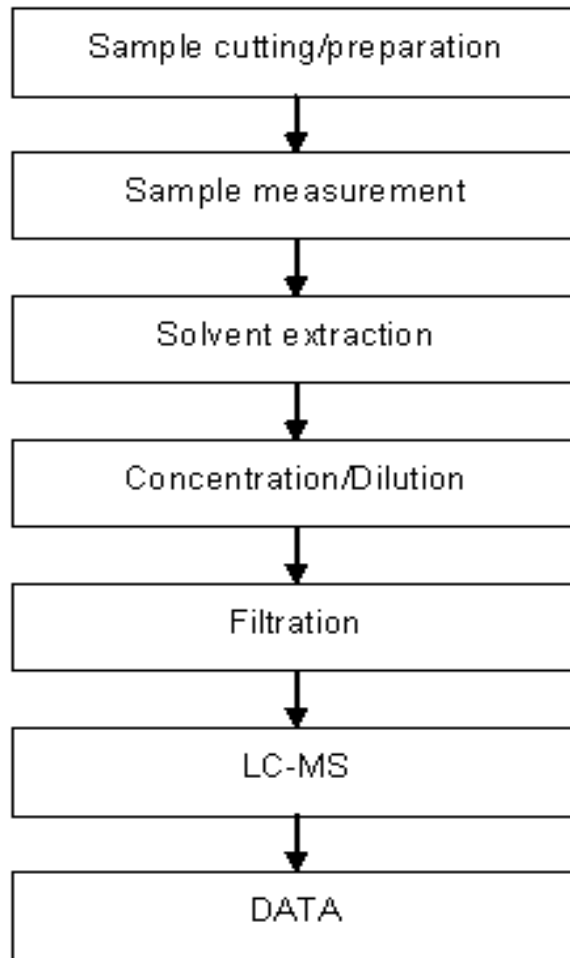 Sample cutting/preparation
Sample measurement
Solvent extraction
Concentration/Dilution
Filtration
LC-MS
DATA